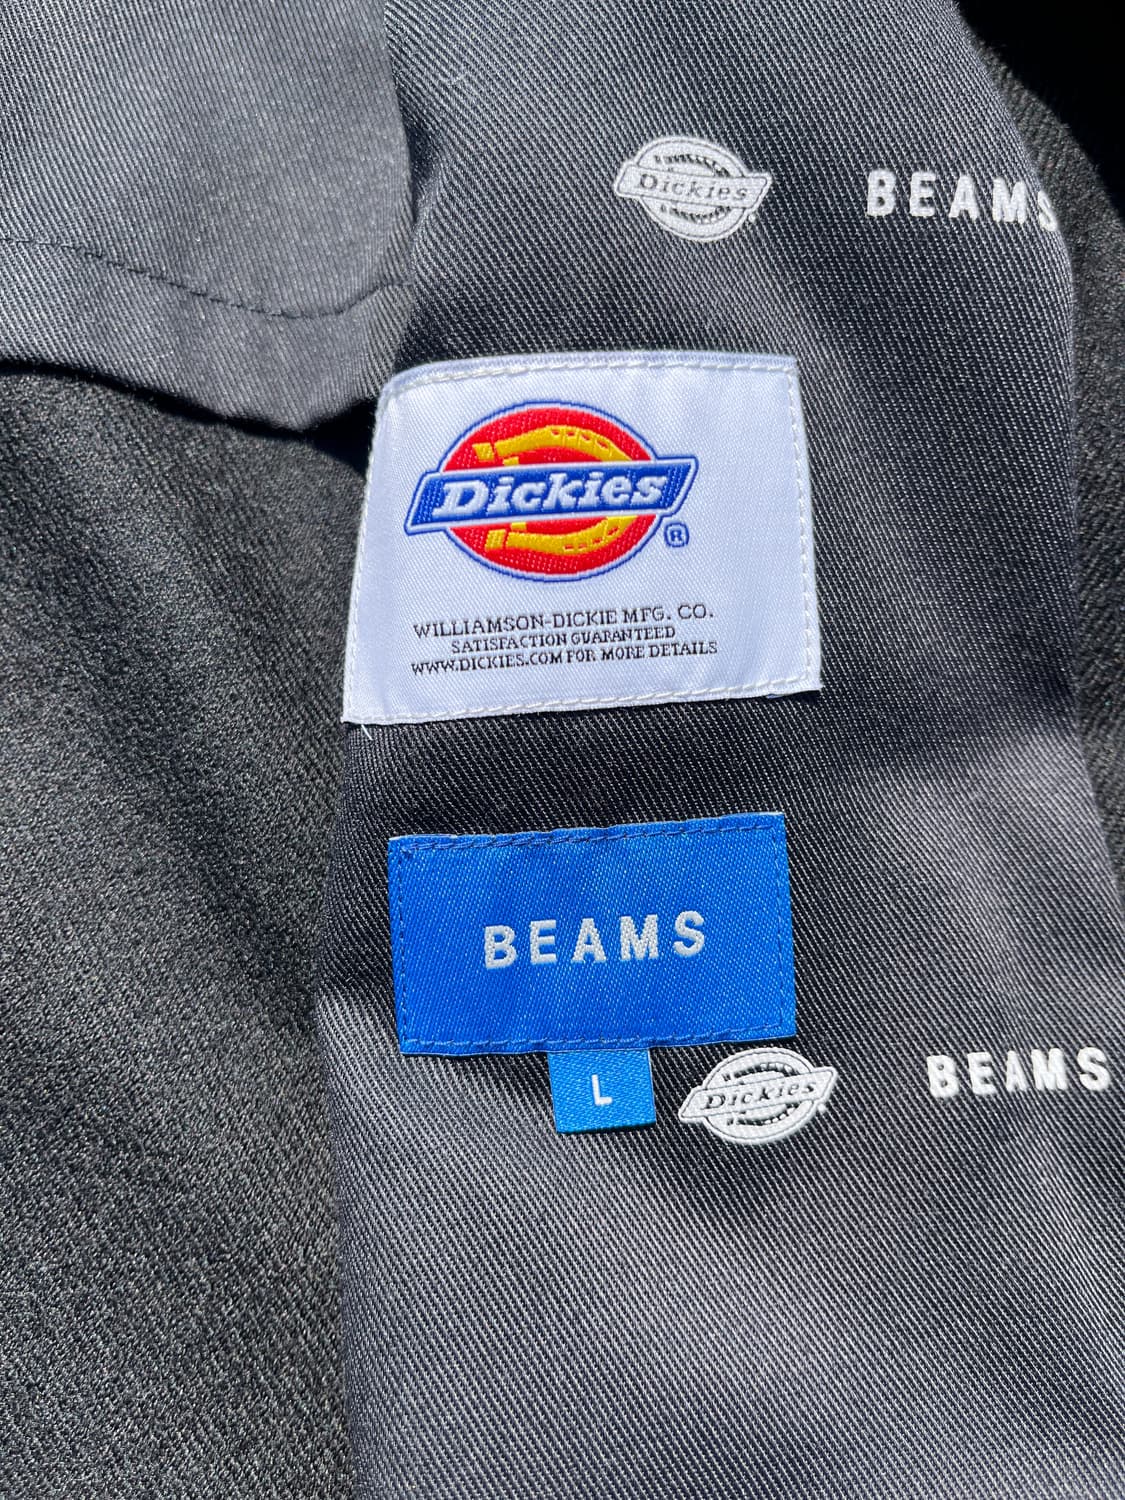 Dickies
BEAMS
Dickies
®
WILLIAMSON-DICKIE MFG. CO.
SATISFACTION GUARANTEED
WWW.DICKIES.COM FOR MORE DETAILS
BEAMS
L
Dickies
BEAMS